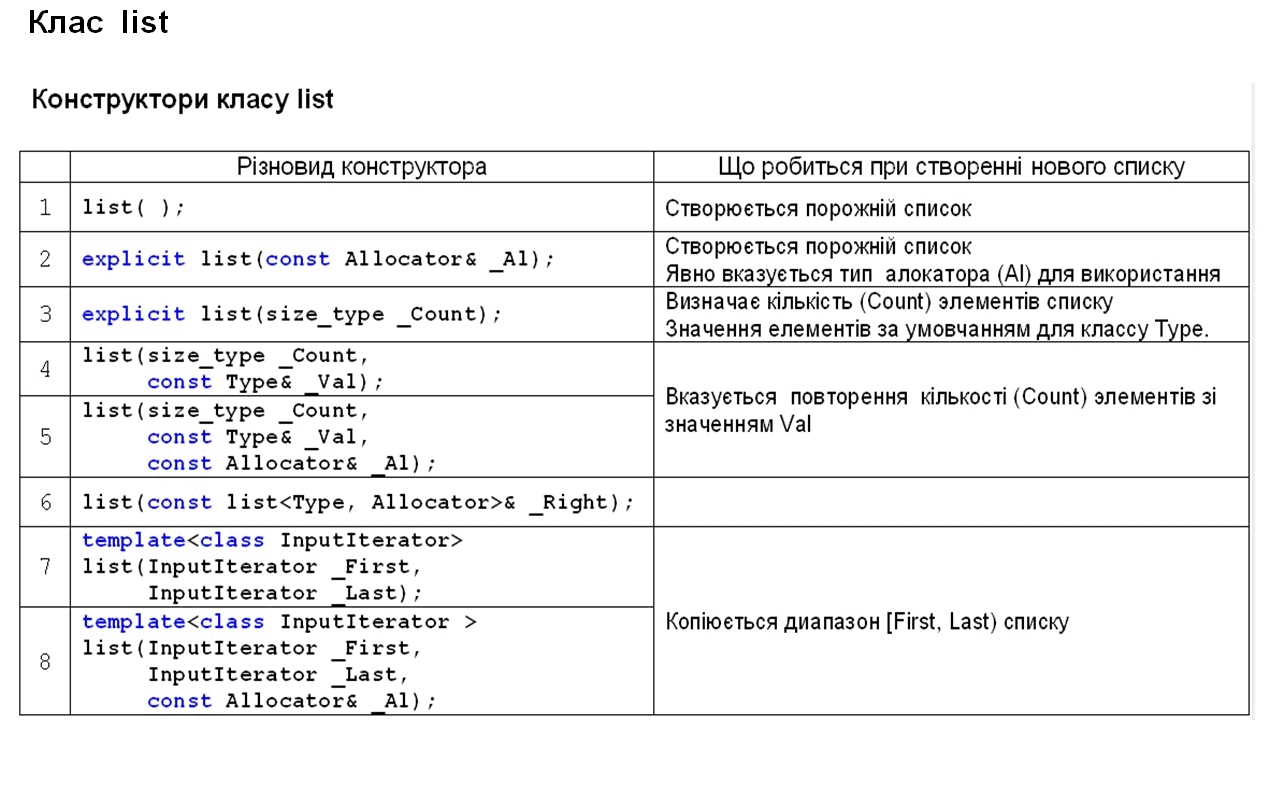 Клас list
Конструктори класу list
Різновид конструктора
Що робиться при створенні нового списку
1
list( );
Створюється порожній список
2
explicit list(const Allocator& _Al);
Створюється порожній список
Явно вказується тип алокатора (Al) для використання
3
explicit list(size_type _Count);
Визначає кількість (Count) элементів списку
Значення елементів за умовчанням для классу Type.
4
list(size_type _Count,
const Type& _Val);
Вказується повторення кількості (Count) элементів зі
значенням Val
5
list(size_type _Count,
const Type& _Val,
const Allocator& _Al);
6
list(const list<Type, Allocator>& _Right);
7
template<class InputIterator>
list(InputIterator _First,
InputIterator _Last);
Копіюється диапазон [First, Last) списку
8
template<class InputIterator >
list(InputIterator _First,
InputIterator _Last,
const Allocator& _Al);